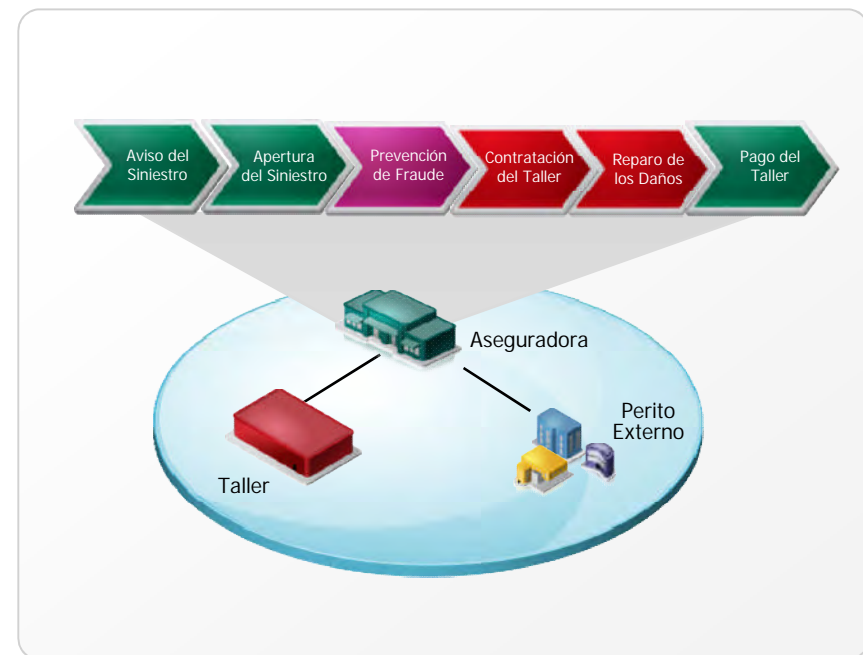 Aviso del
Siniestro
Apertura
del Siniestro
Prevención
de Fraude
Contratación
del Taller
Reparo de
los Daños
Pago del
Taller
Aseguradora
Perito
Externo
Taller